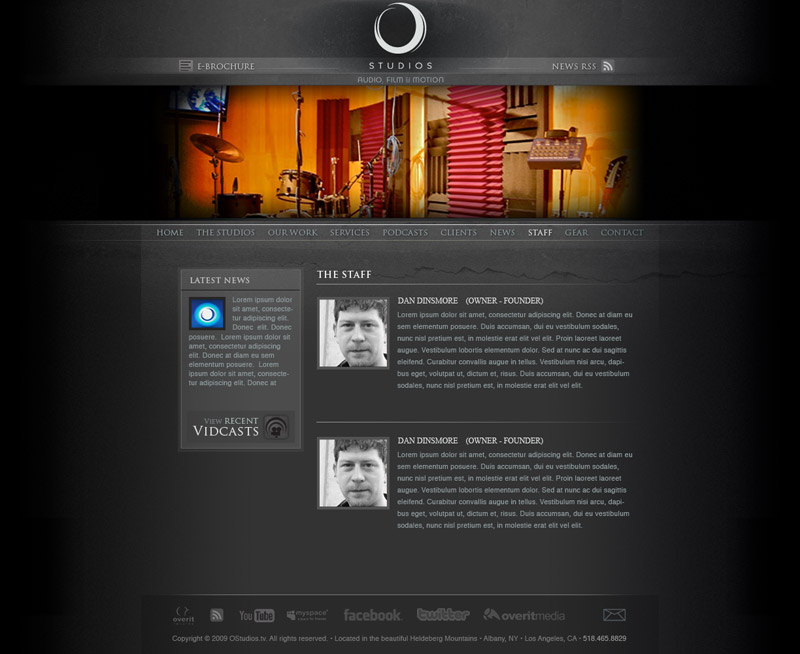 E-BROCHURE
STUDIOS
AUDIO, FILM & MOTION
NEWS RSS
HOME THE STUDIOS OUR WORK SERVICES PODCASTS CLIENTS NEWS STAFF GEAR CONTACT
LATEST NEWS
Lorem ipsum dolor
sit amet, consecte-
tur adipiscing elit.
Donec elit. Donec
posuere. Lorem ipsum dolor sit
amet, consectetur adipiscing
elit. Donec at diam eu sem
elementum posuere. Lorem
ipsum dolor sit amet, consecte-
tur adipiscing elit. Donec at
VIEW RECENT
VIDCASTS
THE STAFF
DAN DINSMORE (OWNER - FOUNDER)
Lorem ipsum dolor sit amet, consectetur adipiscing elit. Donec at diam eu
sem elementum posuere. Duis accumsan, dui eu vestibulum sodales,
nunc nisl pretium est, in molestie erat elit vel elit. Proin laoreet laoreet
augue. Vestibulum lobortis elementum dolor. Sed at nunc ac dui sagittis
eleifend. Curabitur convallis augue in tellus. Vestibulum nisi arcu, dapi-
bus eget, volutpat ut, dictum et, risus. Duis accumsan, dui eu vestibulum
sodales, nunc nisl pretium est, in molestie erat elit vel elit.
DAN DINSMORE (OWNER - FOUNDER)
Lorem ipsum dolor sit amet, consectetur adipiscing elit. Donec at diam eu
sem elementum posuere. Duis accumsan, dui eu vestibulum sodales,
nunc nisl pretium est, in molestie erat elit vel elit. Proin laoreet laoreet
augue. Vestibulum lobortis elementum dolor. Sed at nunc ac dui sagittis
eleifend. Curabitur convallis augue in tellus. Vestibulum nisi arcu, dapi-
bus eget, volutpat ut, dictum et, risus. Duis accumsan, dui eu vestibulum
sodales, nunc nisl pretium est, in molestie erat elit vel elit.
overit YouTube myspace facebook twitter overitmedia
Copyright © 2009 OStudios.tv. All rights reserved. • Located in the beautiful Heldeberg Mountains • Albany, NY • Los Angeles, CA • 518.465.8829